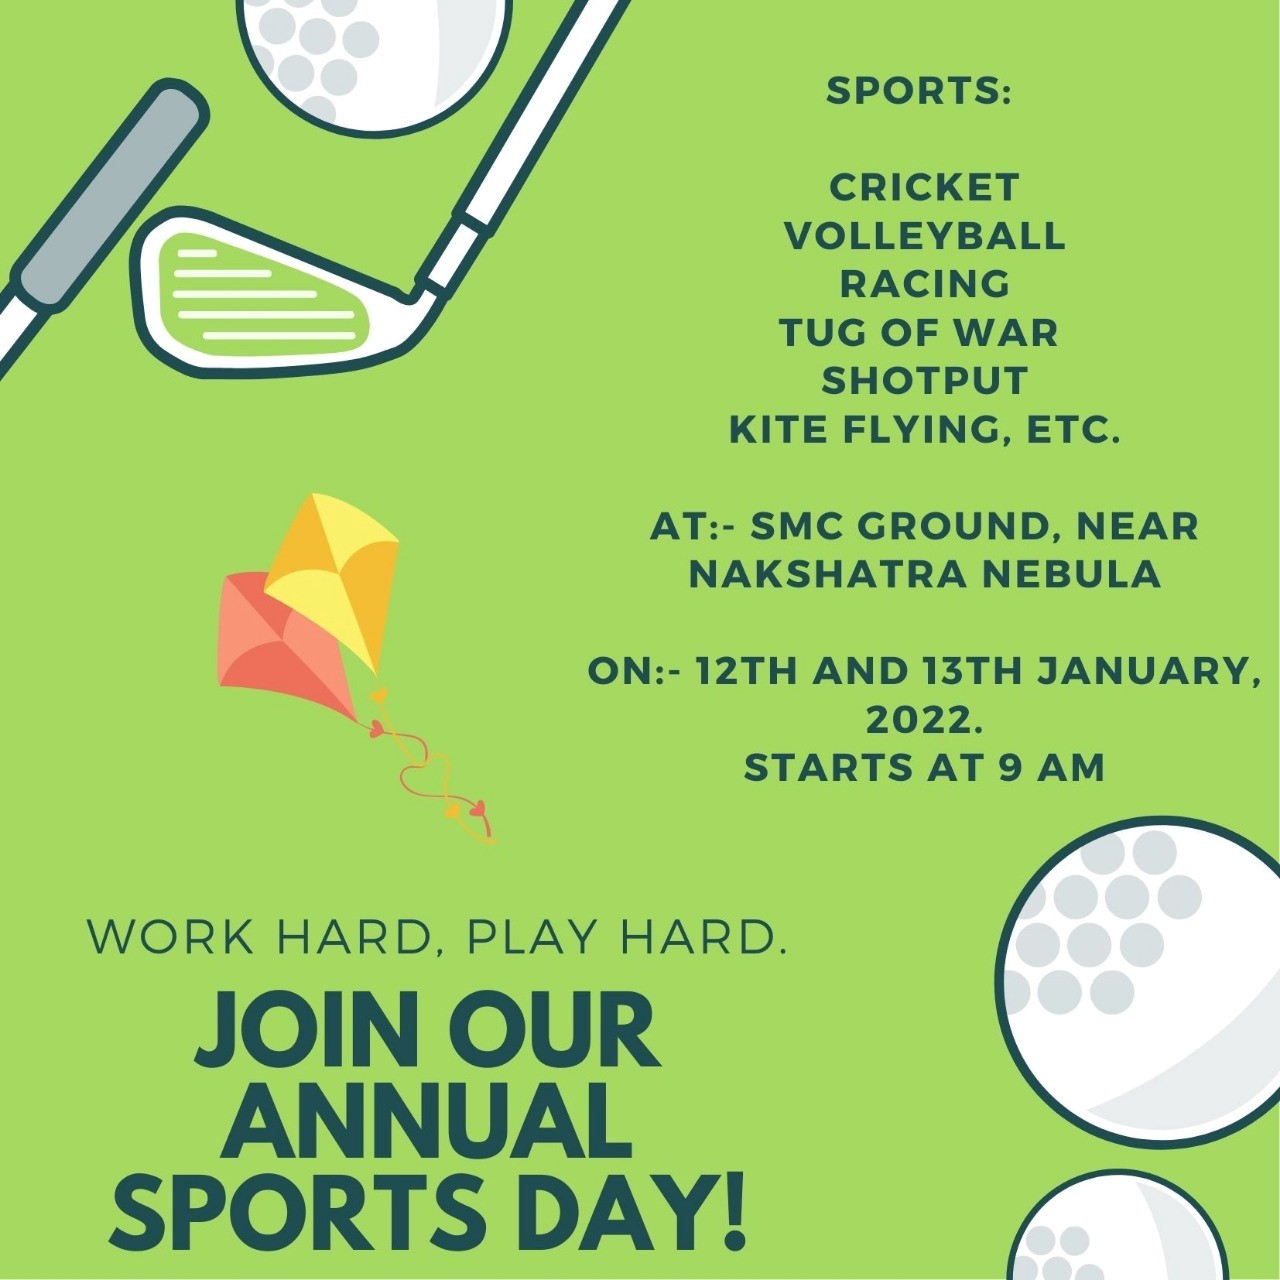 SPORTS:
CRICKET
VOLLEYBALL
RACING
TUG OF WAR
SHOTPUT
KITE FLYING, ETC.
AT:- SMC GROUND, NEAR
NAKSHATRA NEBULA
ON:- 12TH AND 13TH JANUARY,
2022.
STARTS AT 9 AM
WORK HARD, PLAY HARD.
JOIN OUR
ANNUAL
SPORTS DAY!